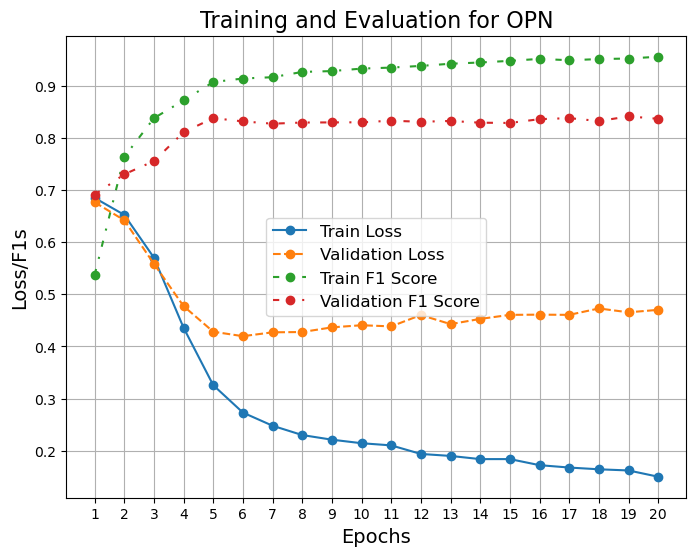 Training and Evaluation for OPN
Loss/F1s
0.9
0.8
0.7
0.6
0.5
0.4
0.3
0.2
Train Loss
Validation Loss
Train F1 Score
Validation F1 Score
1 2 3 4 5 6 7 8 9 10 11 12 13 14 15 16 17 18 19 20
Epochs